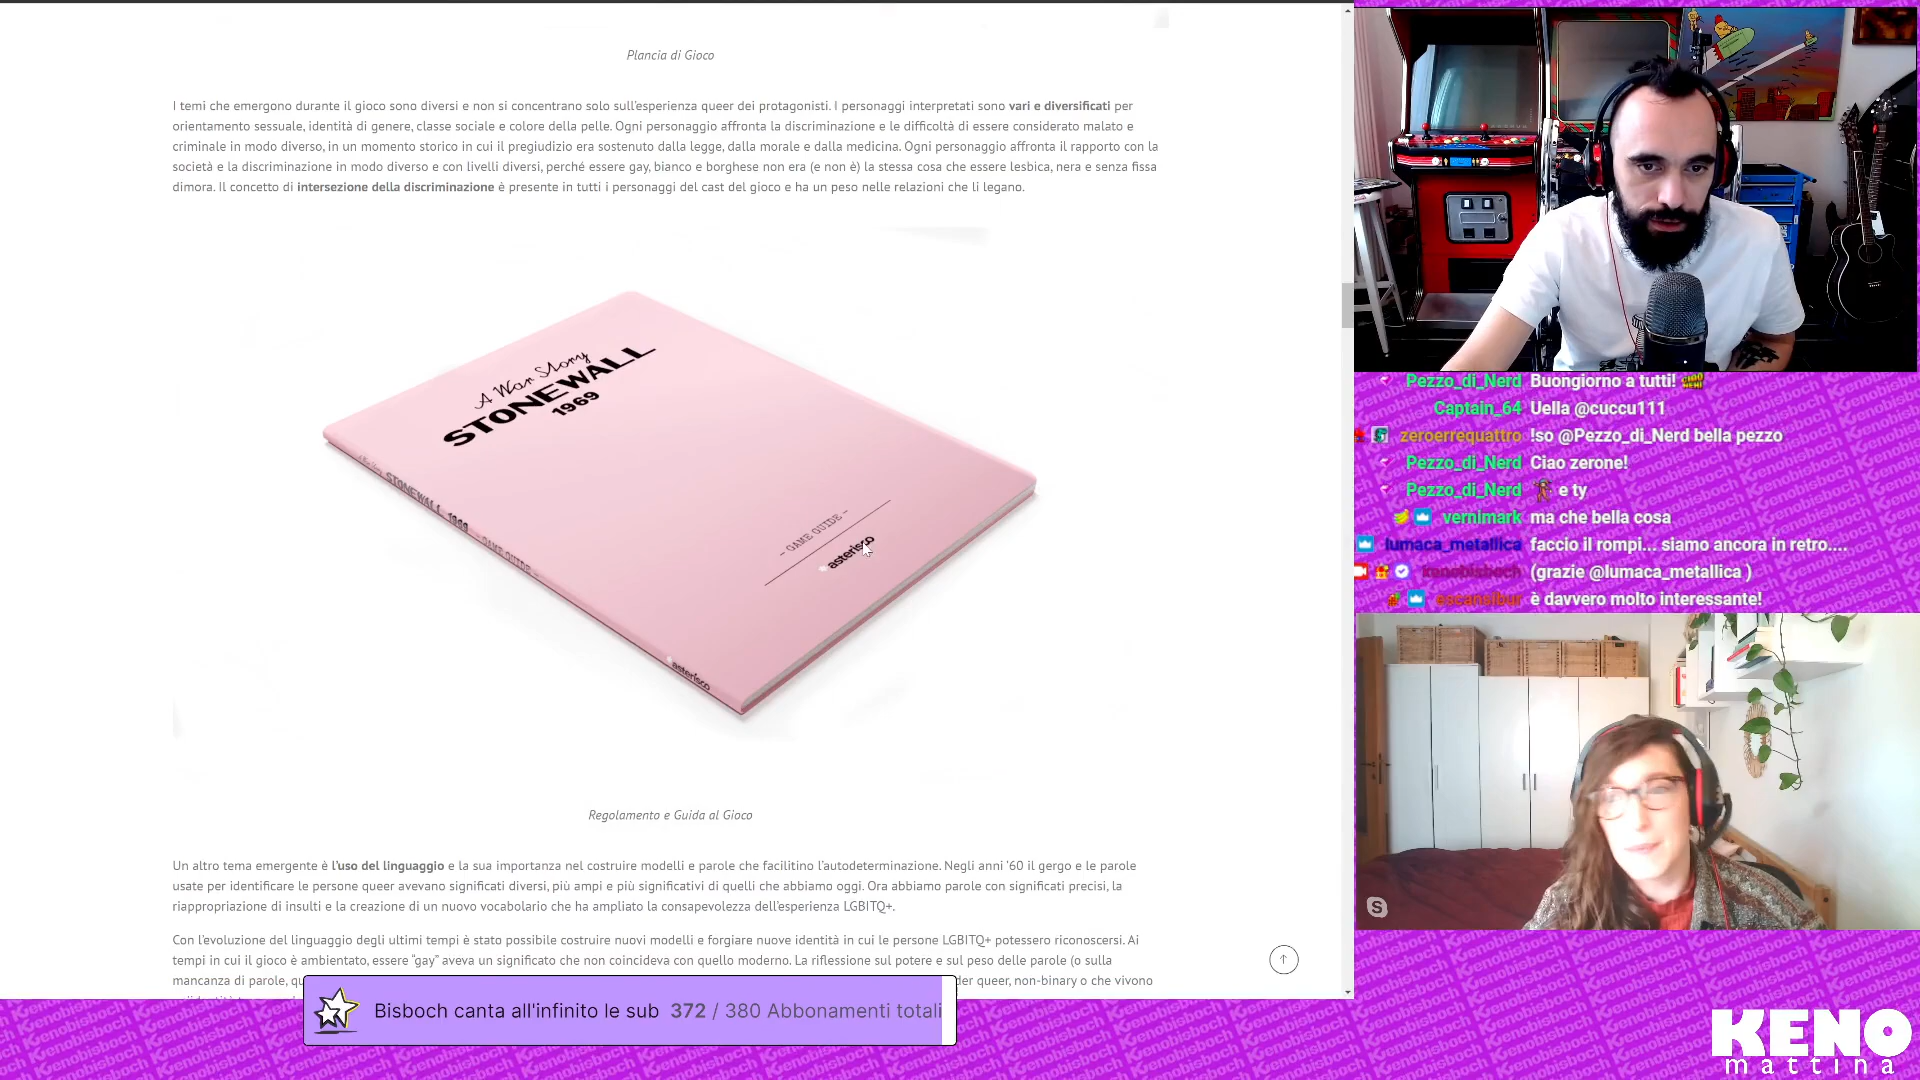 Plancia di Gioco
I temi che emergono durante il gioco sono diversi e non si concentrano solo sull'esperienza queer dei protagonisti. I personaggi interpretati sono vari e diversificati per
orientamento sessuale, identità di genere, classe sociale e colore della pelle. Ogni personaggio affronta la discriminazione e le difficoltà di essere considerato malato e
criminale in modo diverso, in un momento storico in cui il pregiudizio era sostenuto dalla legge, dalla morale e dalla medicina. Ogni personaggio affronta il rapporto con la
società e la discriminazione in modo diverso e con livelli diversi, perché essere gay, bianco e borghese non era (e non è) la stessa cosa che essere lesbica, nera e senza fissa
dimora. Il concetto di intersezione della discriminazione è presente in tutti i personaggi del cast del gioco e ha un peso nelle relazioni che li legano.
A War Story
STONEWALL
1969
- GAME GUIDE -
asterisco
A War Story STONEWALL 1969 - GAME GUIDE -
asterisco
Regolamento e Guida al Gioco
Un altro tema emergente è l'uso del linguaggio e la sua importanza nel costruire modelli e parole che facilitino l'autodeterminazione. Negli anni '60 il gergo e le parole
usate per identificare le persone queer avevano significati diversi, più ampi e più significativi di quelli che abbiamo oggi. Ora abbiamo parole con significati precisi, la
riappropriazione di insulti e la creazione di un nuovo vocabolario che ha ampliato la consapevolezza dell'esperienza LGBITQ+.
Con l'evoluzione del linguaggio degli ultimi tempi è stato possibile costruire nuovi modelli e forgiare nuove identità in cui le persone LGBITQ+ potessero riconoscersi. Ai
tempi in cui il gioco è ambientato, essere "gay" aveva un significato che non coincideva con quello moderno. La riflessione sul potere e sul peso delle parole (o sulla
mancanza di parole, der queer, non-binary o che vivono
Bisboch canta all'infinito le sub 372 / 380 Abbonamenti totali
Pezzo_di_Nerd Buongiorno a tutti! CIAO
Captain_64 Uella @cuccu111
zeroerrequattro !so @Pezzo_di_Nerd bella pezzo
Pezzo_di_Nerd Ciao zerone!
Pezzo_di_Nerd e ty
vernimark ma che bella cosa
lumaca_metallica faccio il rompi... siamo ancora in retro....
kenobisboch (grazie @lumaca_metallica )
escansibur è davvero molto interessante!
S
KENO
mattina